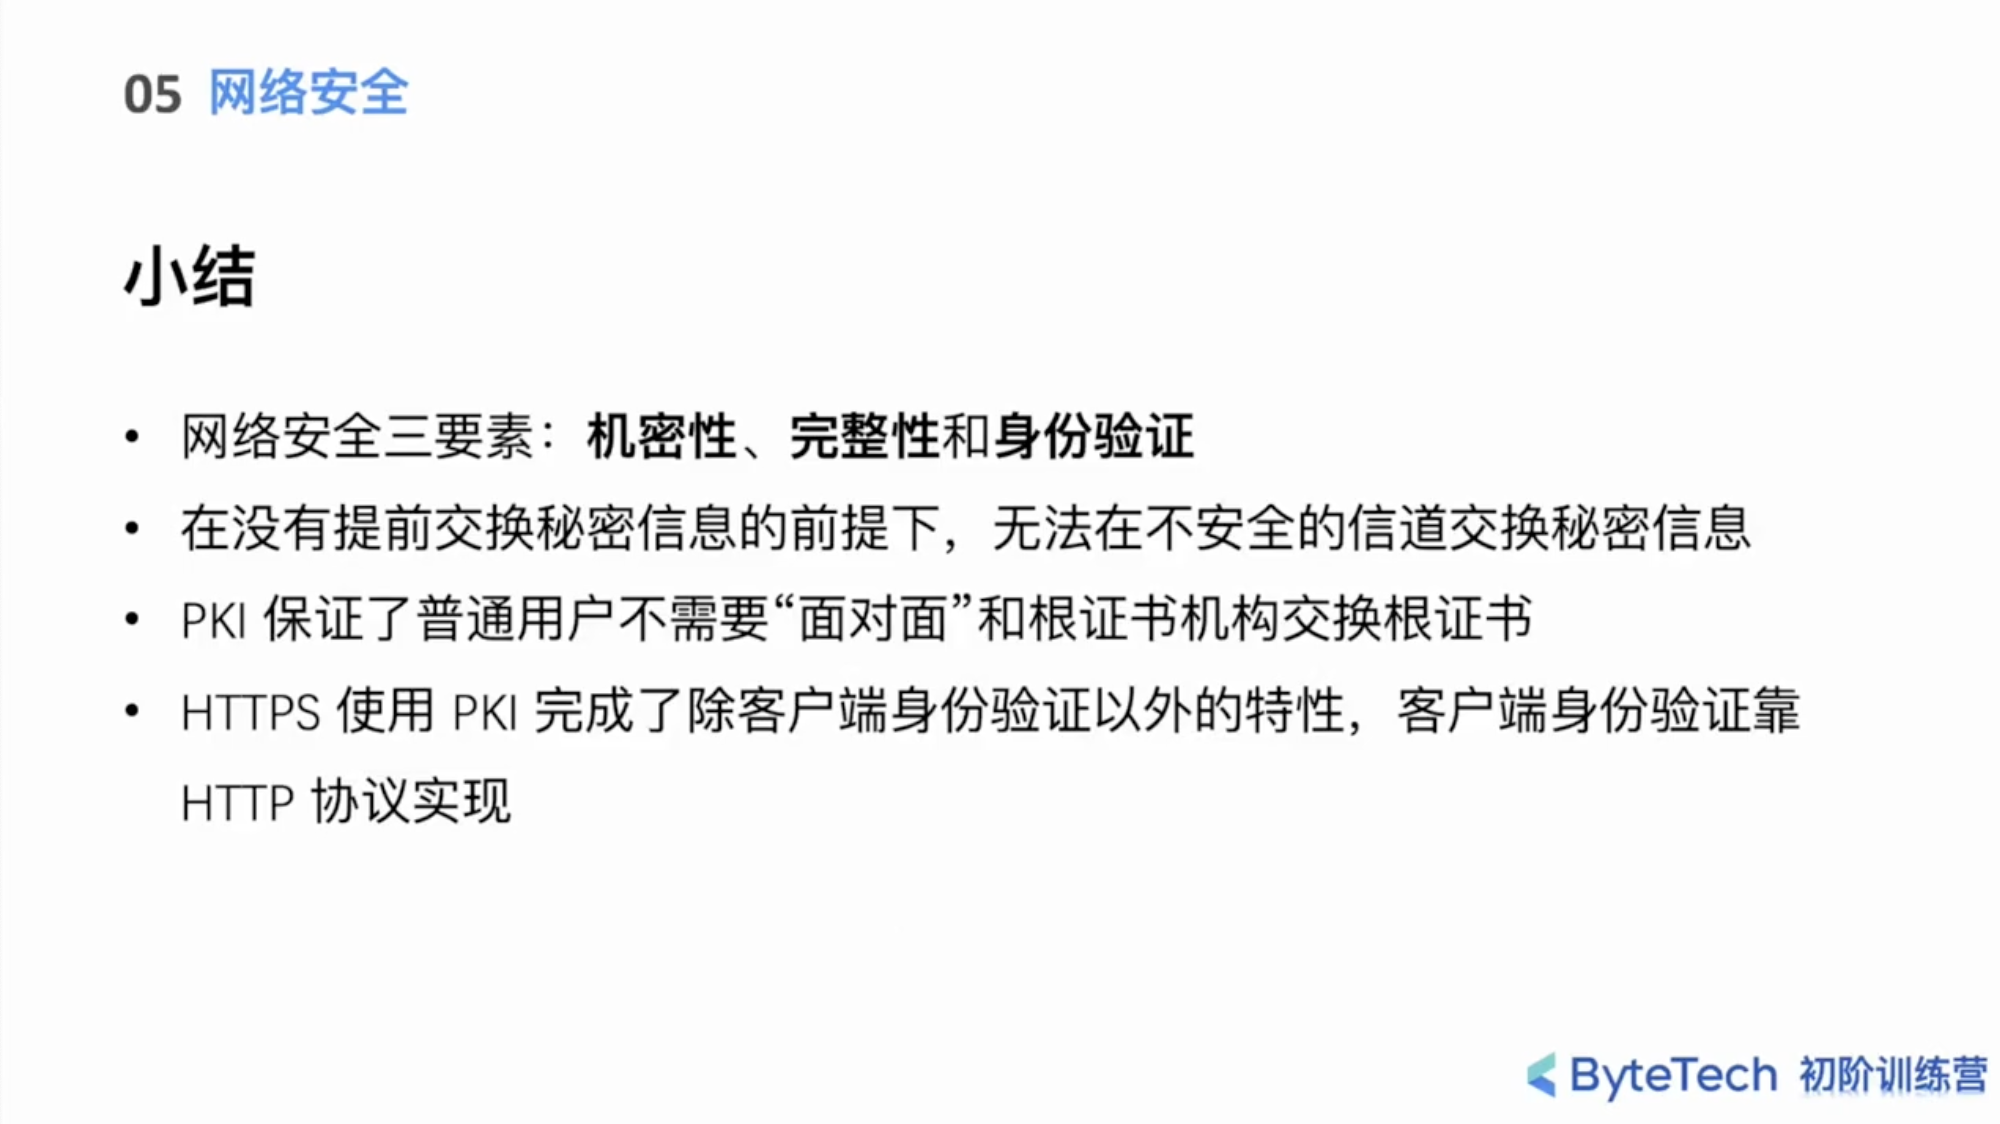 05 网络安全
小结
• 网络安全三要素：机密性、完整性和身份验证
• 在没有提前交换秘密信息的前提下，无法在不安全的信道交换秘密信息
• PKI 保证了普通用户不需要“面对面”和根证书机构交换根证书
• HTTPS 使用 PKI 完成了除客户端身份验证以外的特性，客户端身份验证靠
HTTP 协议实现
ByteTech 初阶训练营